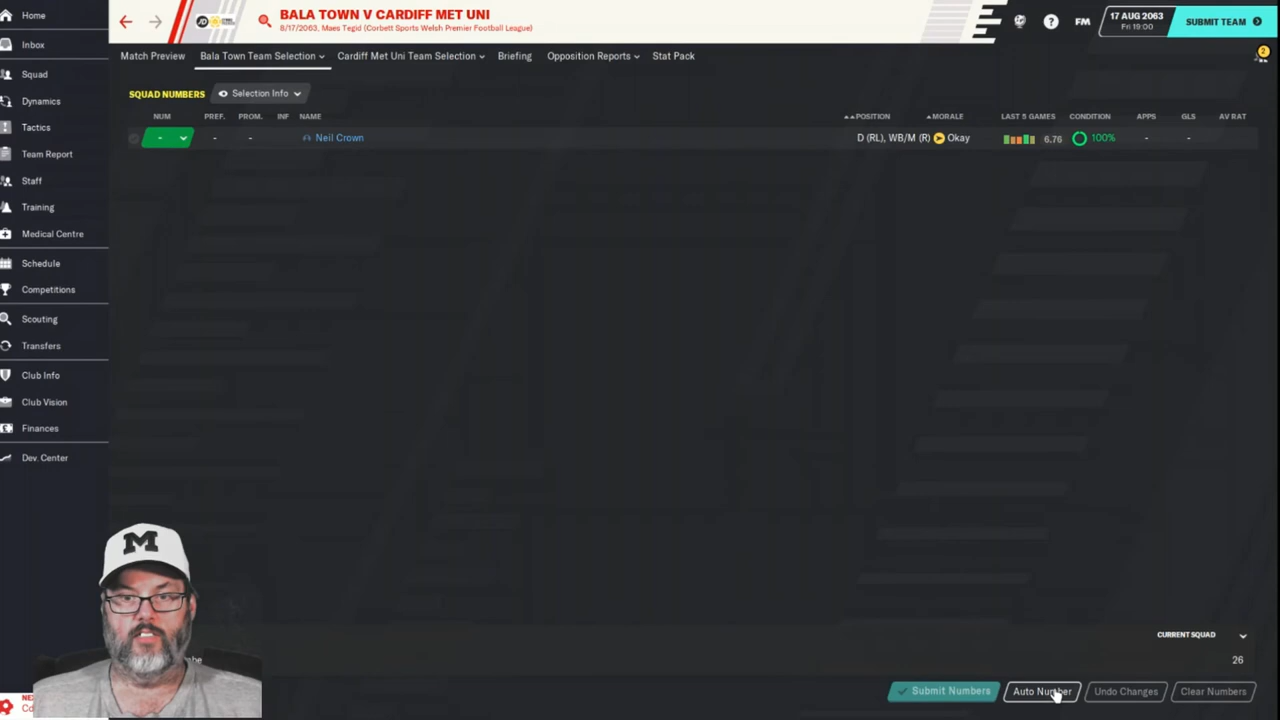 Home
Inbox
Squad
Dynamics
Tactics
Team Report
Staff
Training
Medical Centre
Schedule
Competitions
Scouting
Transfers
Club Info
Club Vision
Finances
Dev. Center
BALA TOWN V CARDIFF MET UNI
8/17/2063, Maes Tegid (Corbett Sports Welsh Premier Football League)
FM
17 AUG 2063
Fri 19:00
SUBMIT TEAM
2
Match Preview Bala Town Team Selection Cardiff Met Uni Team Selection Briefing Opposition Reports Stat Pack
SQUAD NUMBERS Selection Info
NUM PREF. PROM. INF NAME POSITION MORALE LAST 5 GAMES CONDITION APPS GLS AV RAT
- - - Neil Crown D (RL), WB/M (R) Okay 6.76 100% - -
CURRENT SQUAD
26
Submit Numbers Auto Number Undo Changes Clear Numbers
M